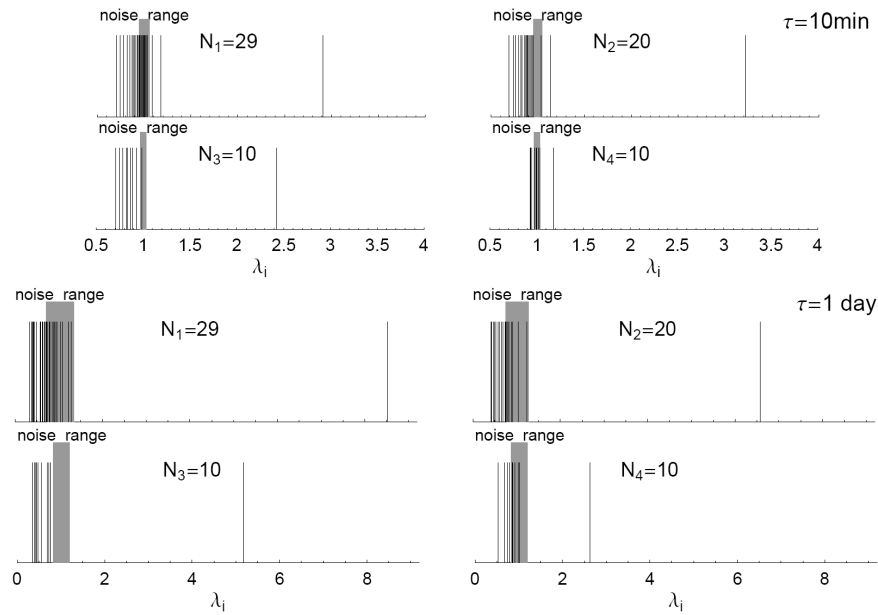 noise range
noise range
τ=10min
N1=29
N2=20
noise range
noise range
N3=10
N4=10
0.5 1 1.5 2 2.5 3 3.5 4
0.5 1 1.5 2 2.5 3 3.5 4
λi
λi
noise range
noise range
τ=1 day
N1=29
N2=20
noise range
noise range
N3=10
N4=10
0 2 4 6 8
0 2 4 6 8
λi
λi